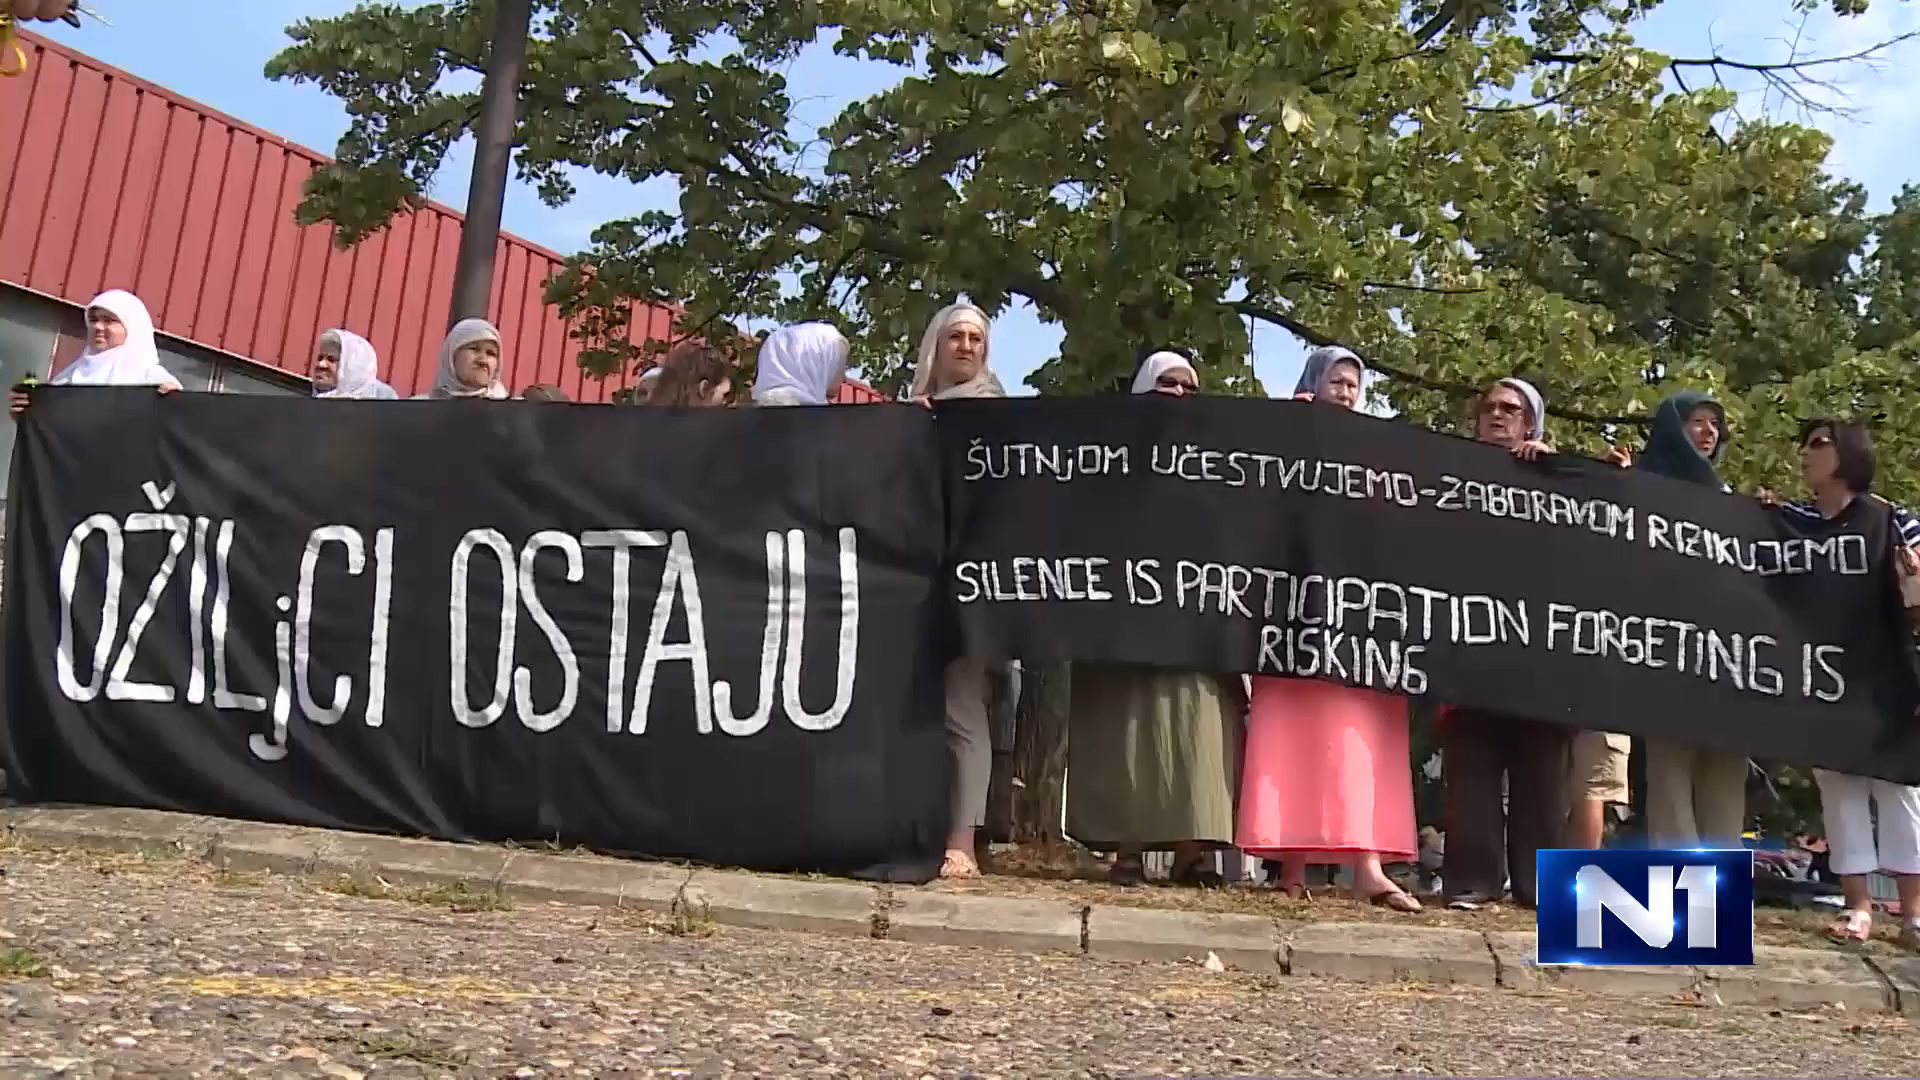 OŽILjCI OSTAJU
ŠUTNjOM UČESTVUJEMO-ZABORAVOM RIZIKUJEMO
SILENCE IS PARTICIPATION FORGETING IS
RISKING
N1